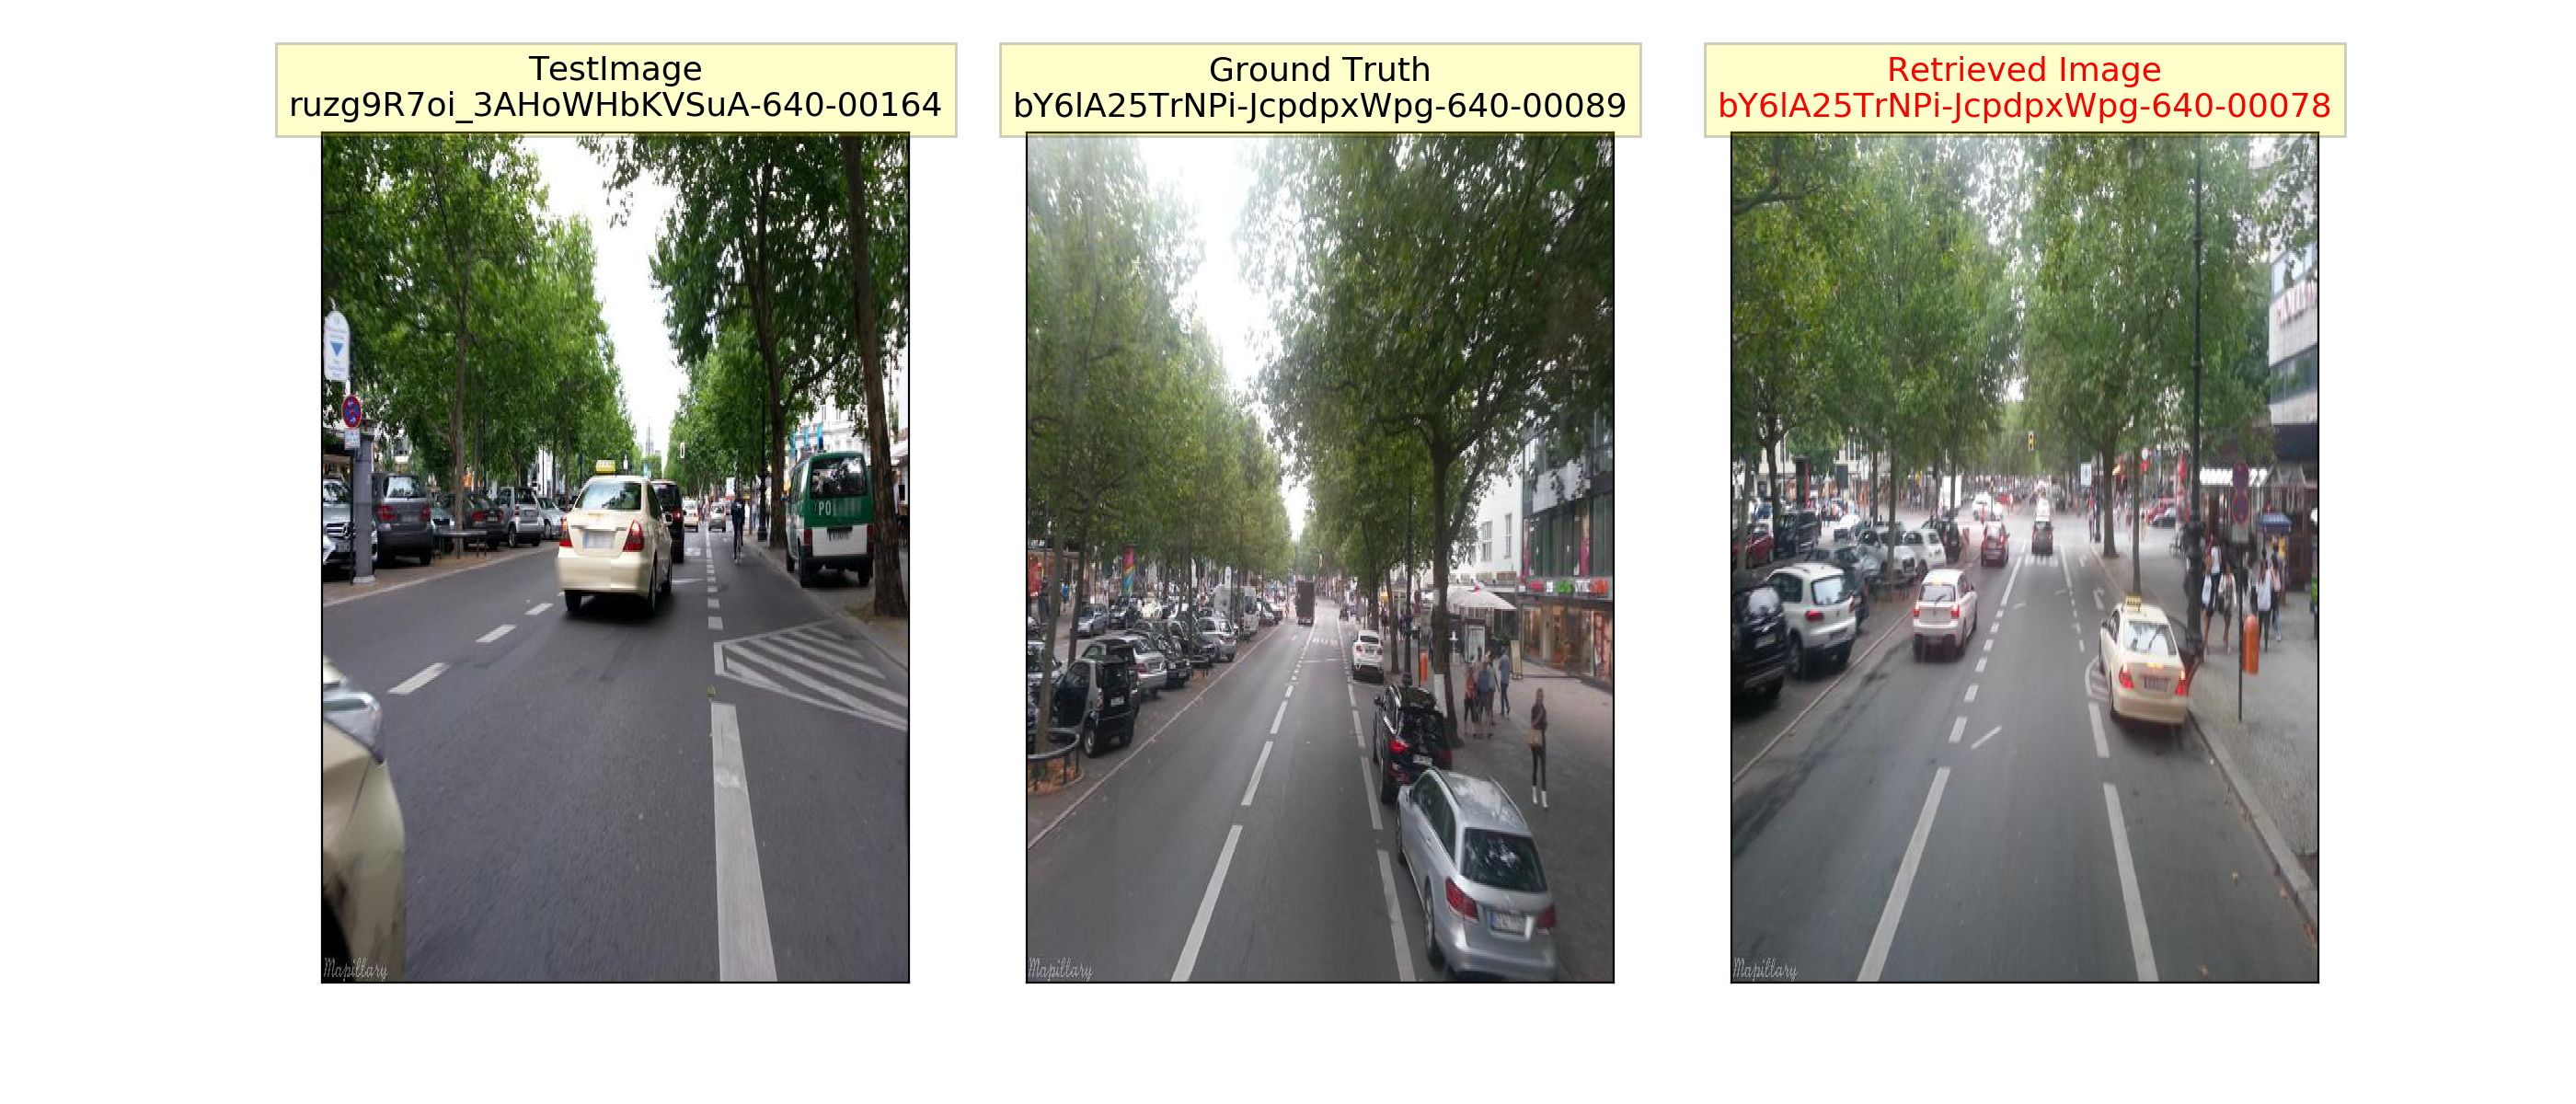 TestImage
ruzg9R7oi_3AHoWHbKVSuA-640-00164
Ground Truth
bY6lA25TrNPi-JcpdpxWpg-640-00089
Retrieved Image
bY6lA25TrNPi-JcpdpxWpg-640-00078
PO
Mapillary
Mapillary
Mapillary